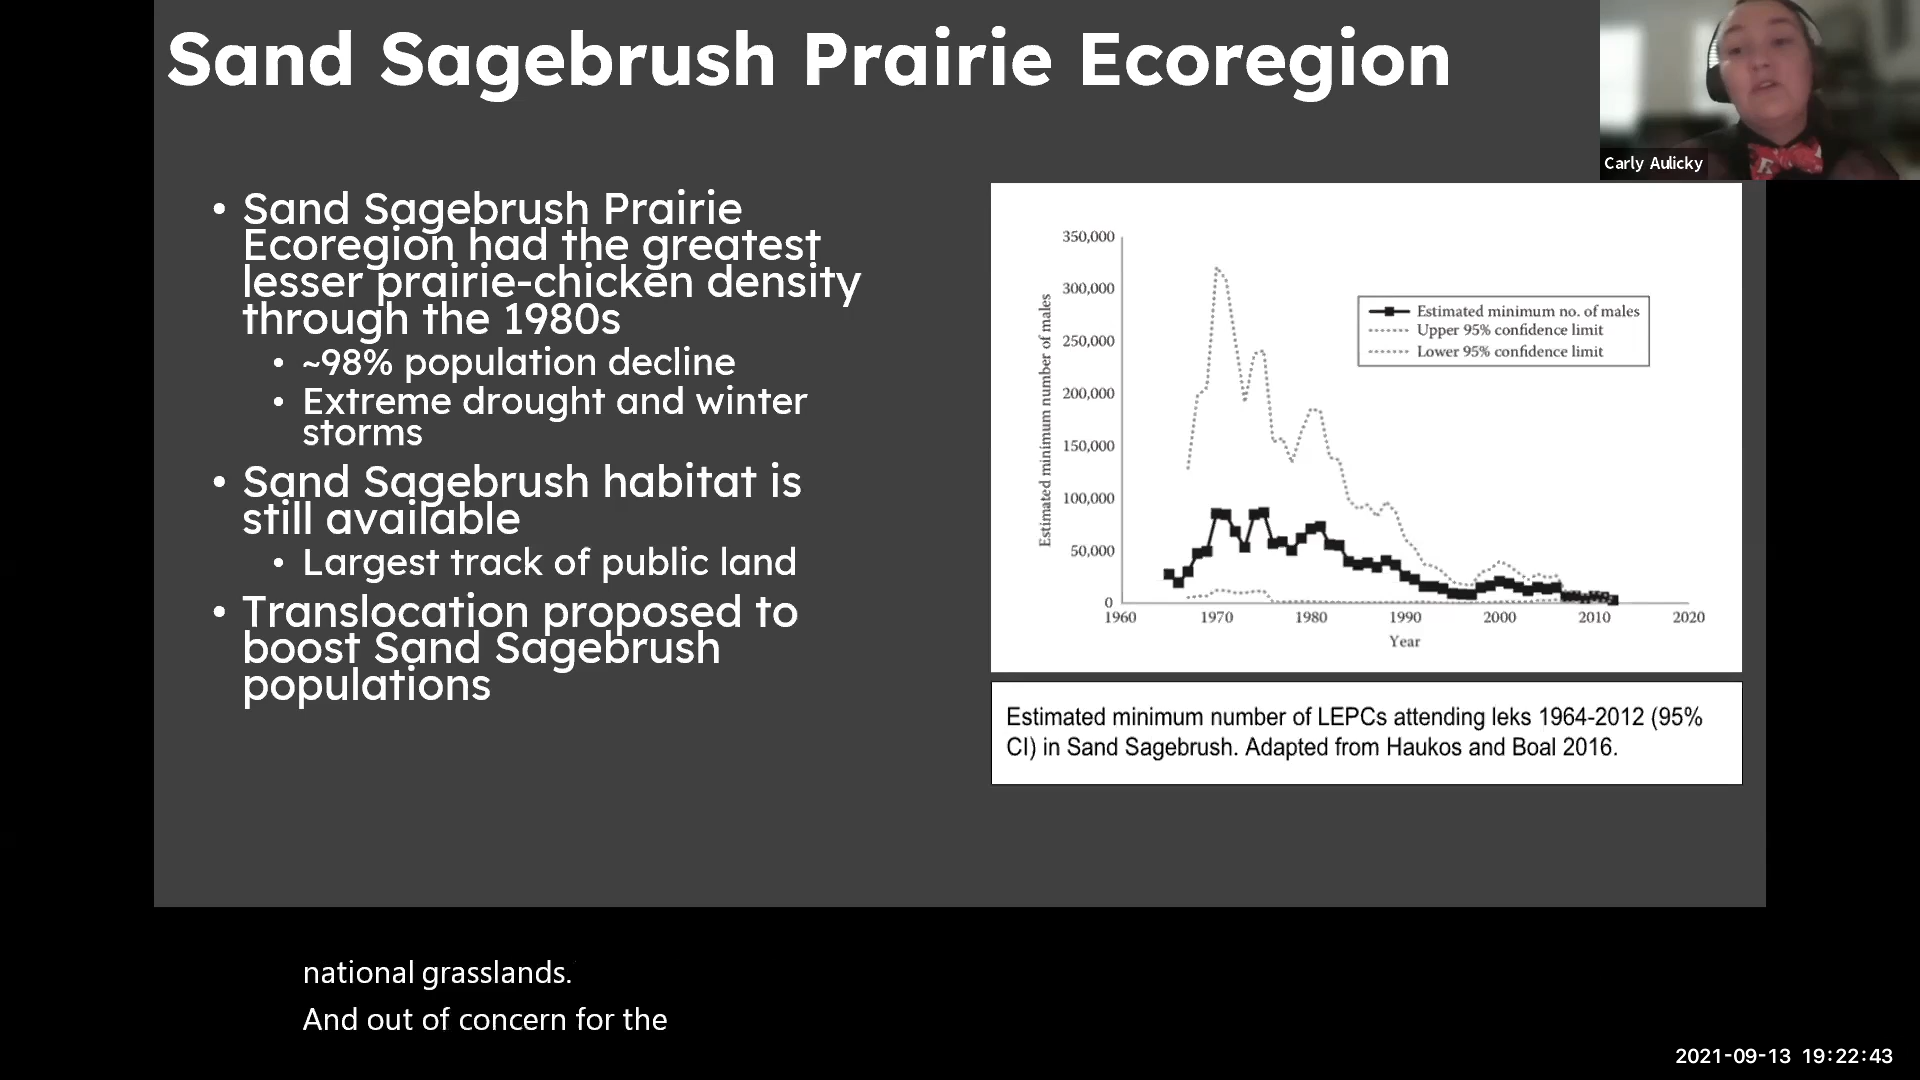 Sand Sagebrush Prairie Ecoregion
Carly Aulicky
• Sand Sagebrush Prairie
Ecoregion had the greatest
lesser prairie-chicken density
through the 1980s
• ~98% population decline
• Extreme drought and winter
storms
• Sand Sagebrush habitat is
still available
• Largest track of public land
• Translocation proposed to
boost Sand Sagebrush
populations
Estimated minimum number of males
350,000
300,000
250,000
200,000
150,000
100,000
50,000
0
Estimated minimum no. of males
Upper 95% confidence limit
Lower 95% confidence limit
1960 1970 1980 1990 2000 2010 2020
Year
Estimated minimum number of LEPCs attending leks 1964-2012 (95%
CI) in Sand Sagebrush. Adapted from Haukos and Boal 2016.
national grasslands.
And out of concern for the
2021-09-13 19:22:43